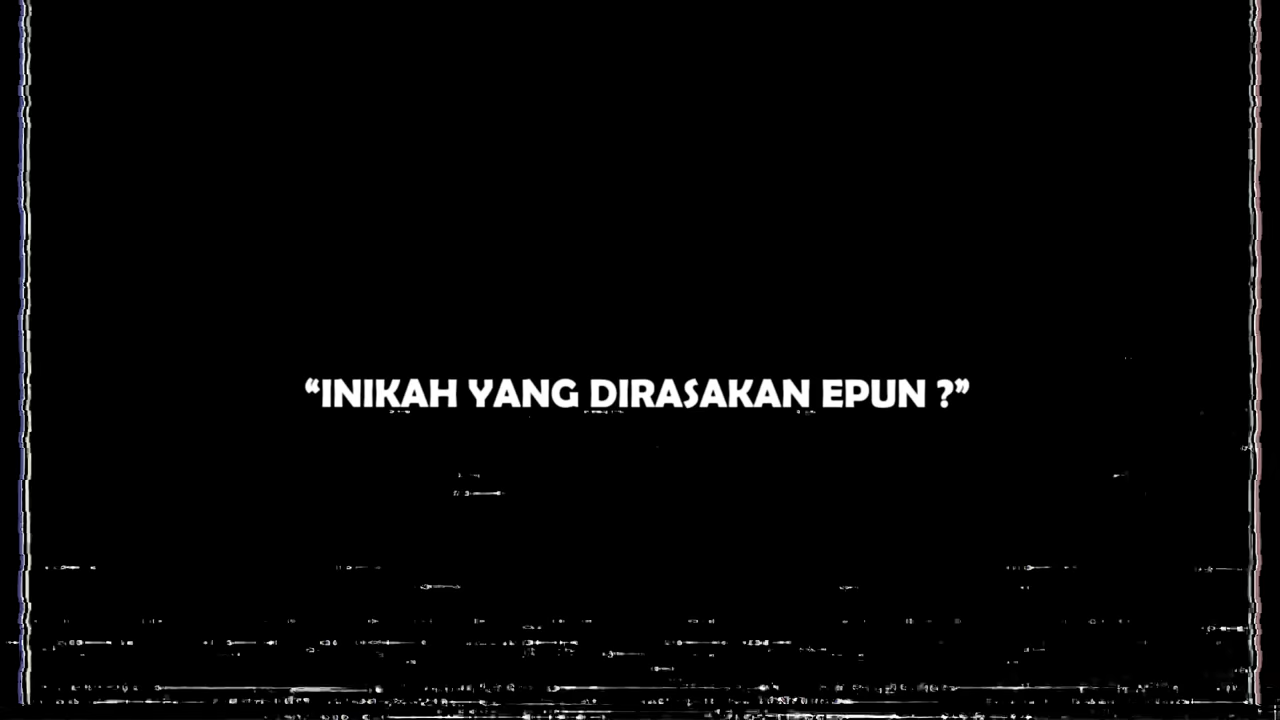 “INIKAH YANG DIRASAKAN EPUN ?”